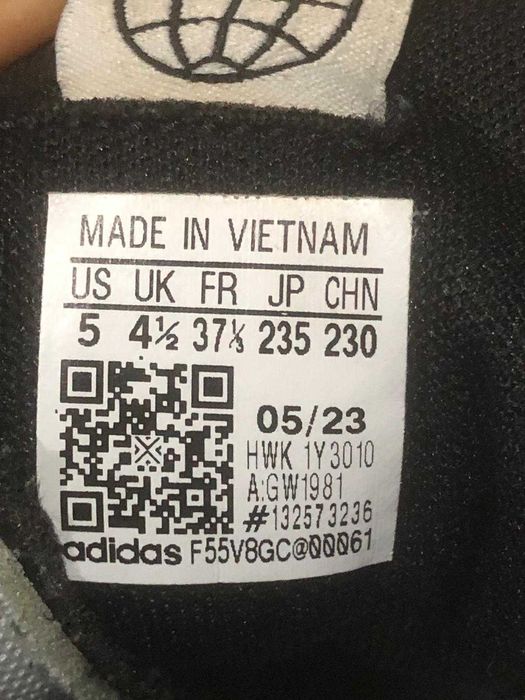 MADE IN VIETNAM
US UK FR JP CHN
5 4½ 37⅓ 235 230
05/23
HWK 1Y3010
A:GW1981
#132573236
adidas F55V8GC@00061